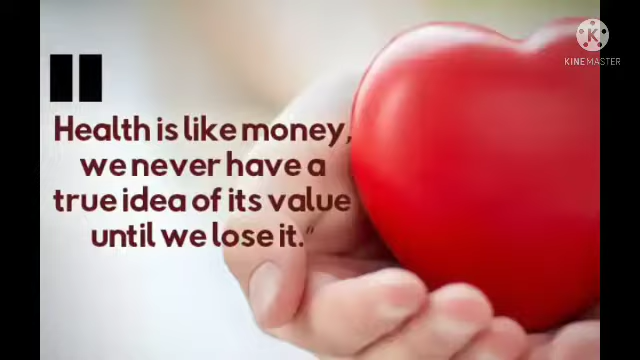 Health is like money,
we never have a
true idea of its value
until we lose it.”
K
KINEMASTER